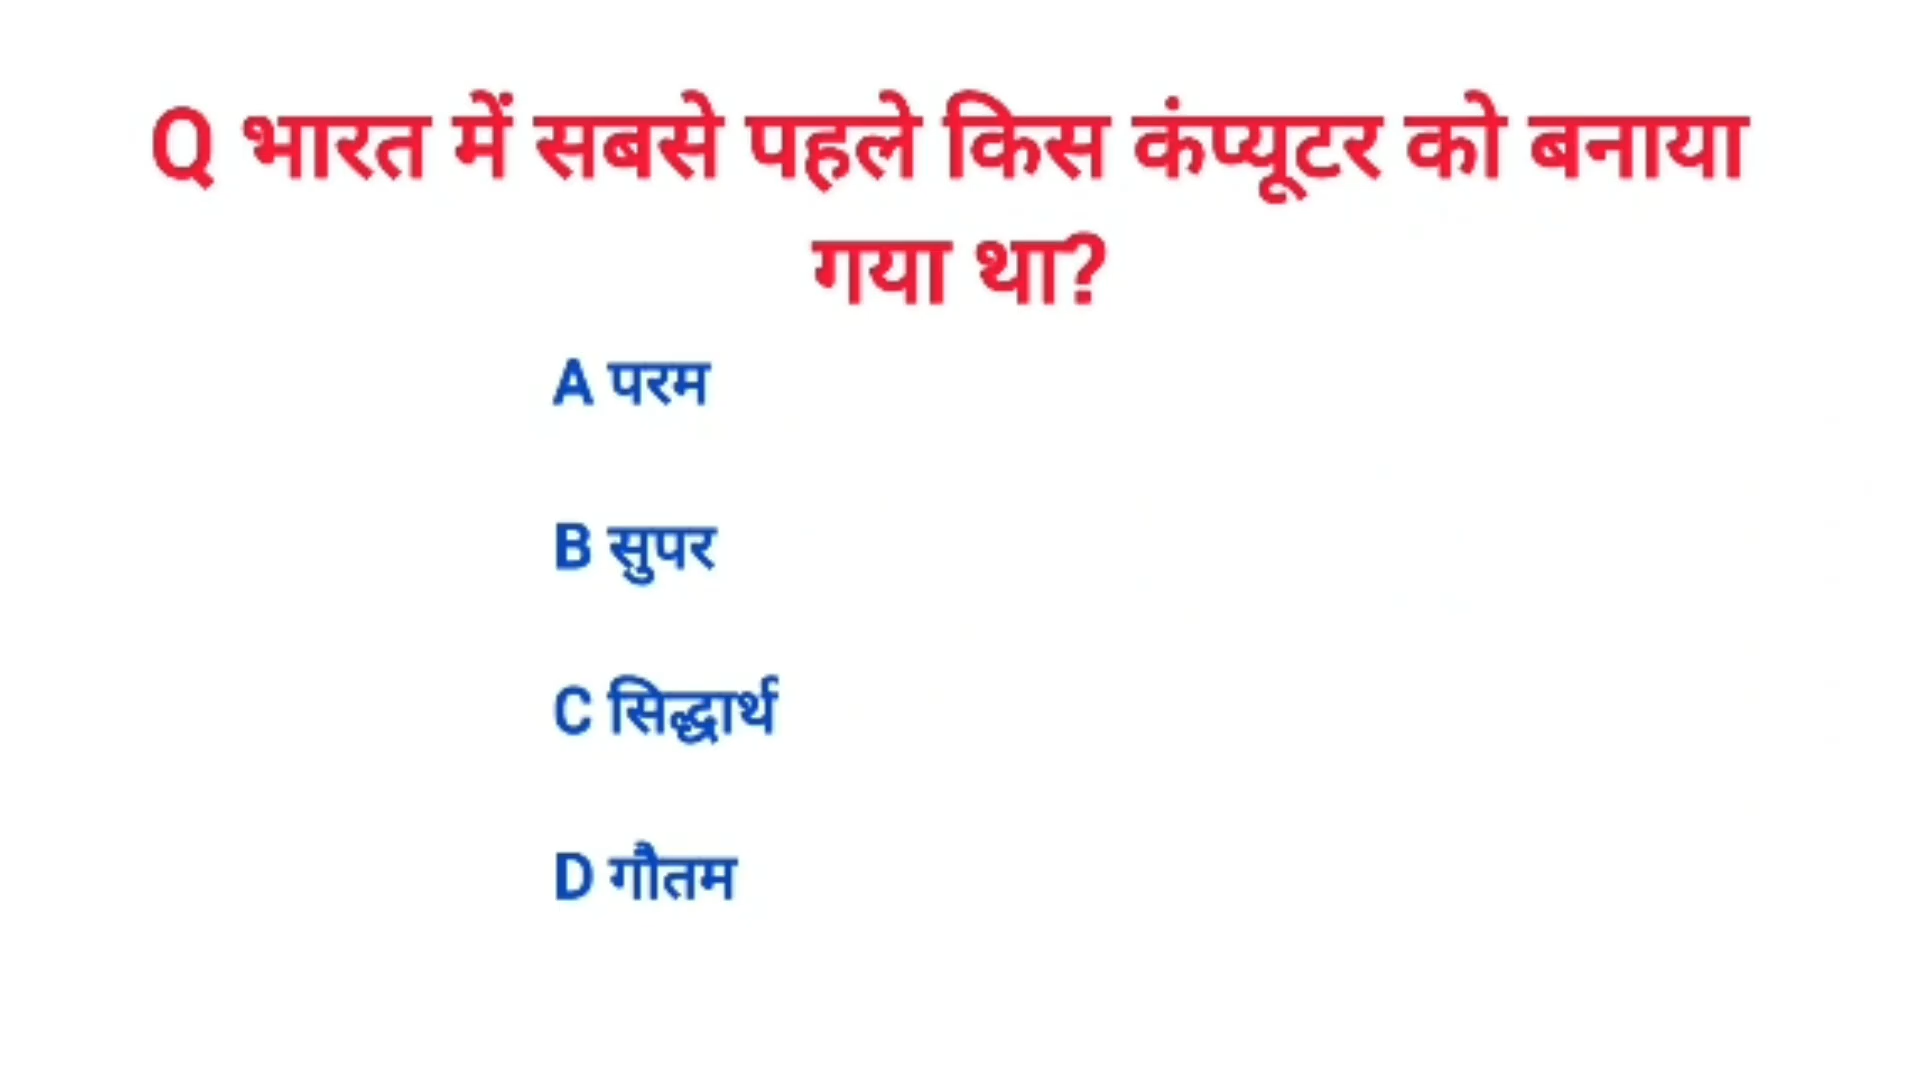 Q भारत में सबसे पहले किस कंप्यूटर को बनाया
गया था?
A परम
B सुपर
C सिद्धार्थ
D गौतम